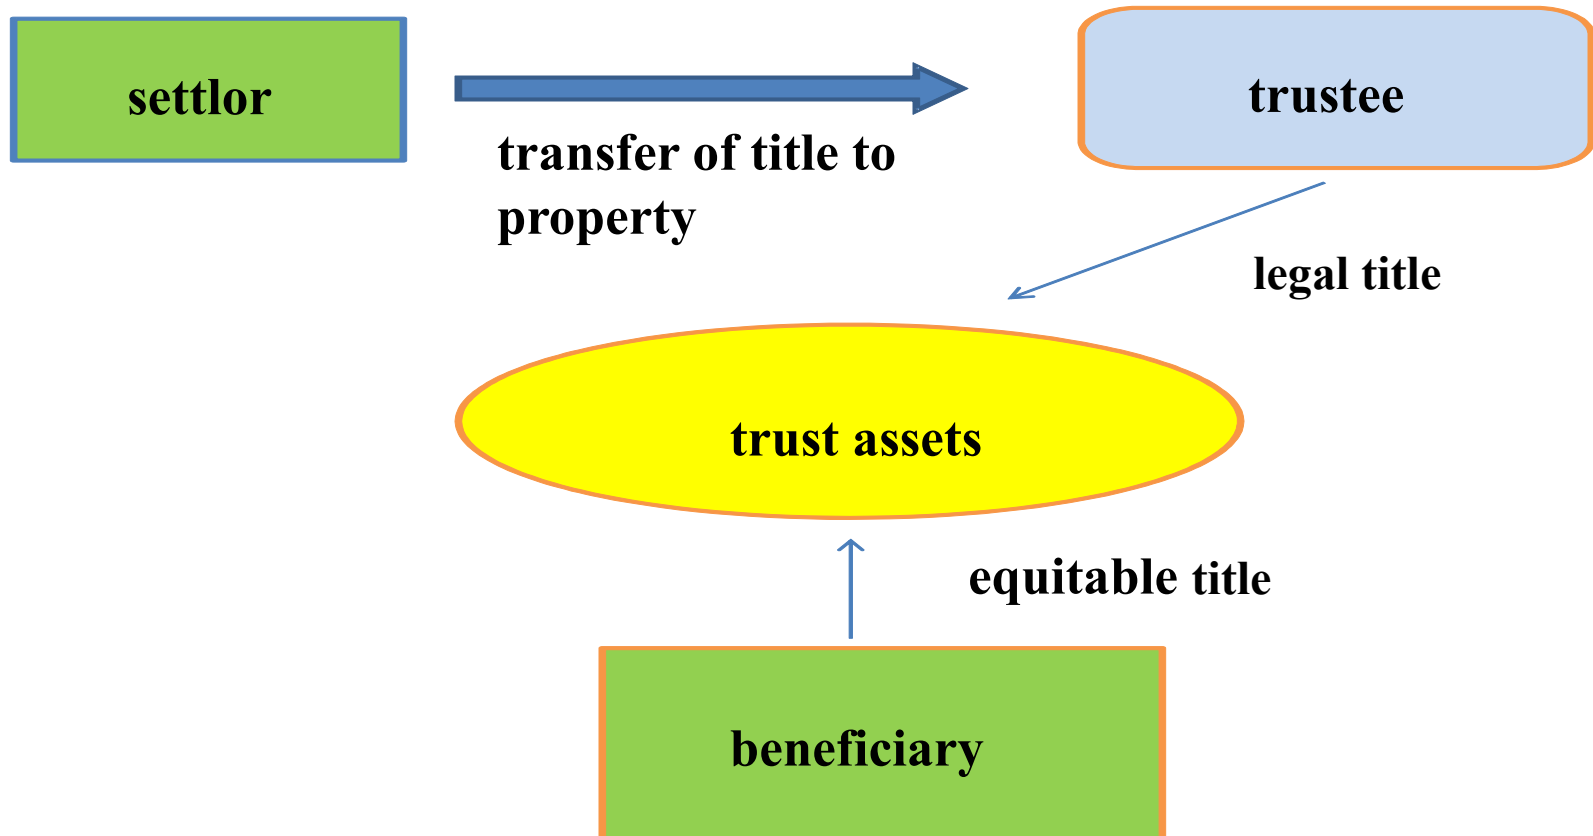 settlor
trustee
transfer of title to
property
legal title
trust assets
equitable title
beneficiary